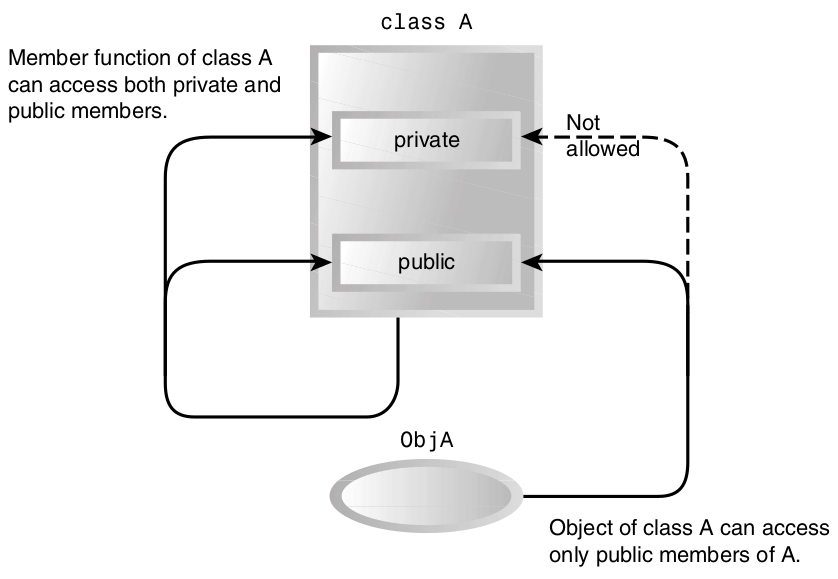 class A
Member function of class A
can access both private and
public members.
private
Not
allowed
public
ObjA
Object of class A can access
only public members of A.